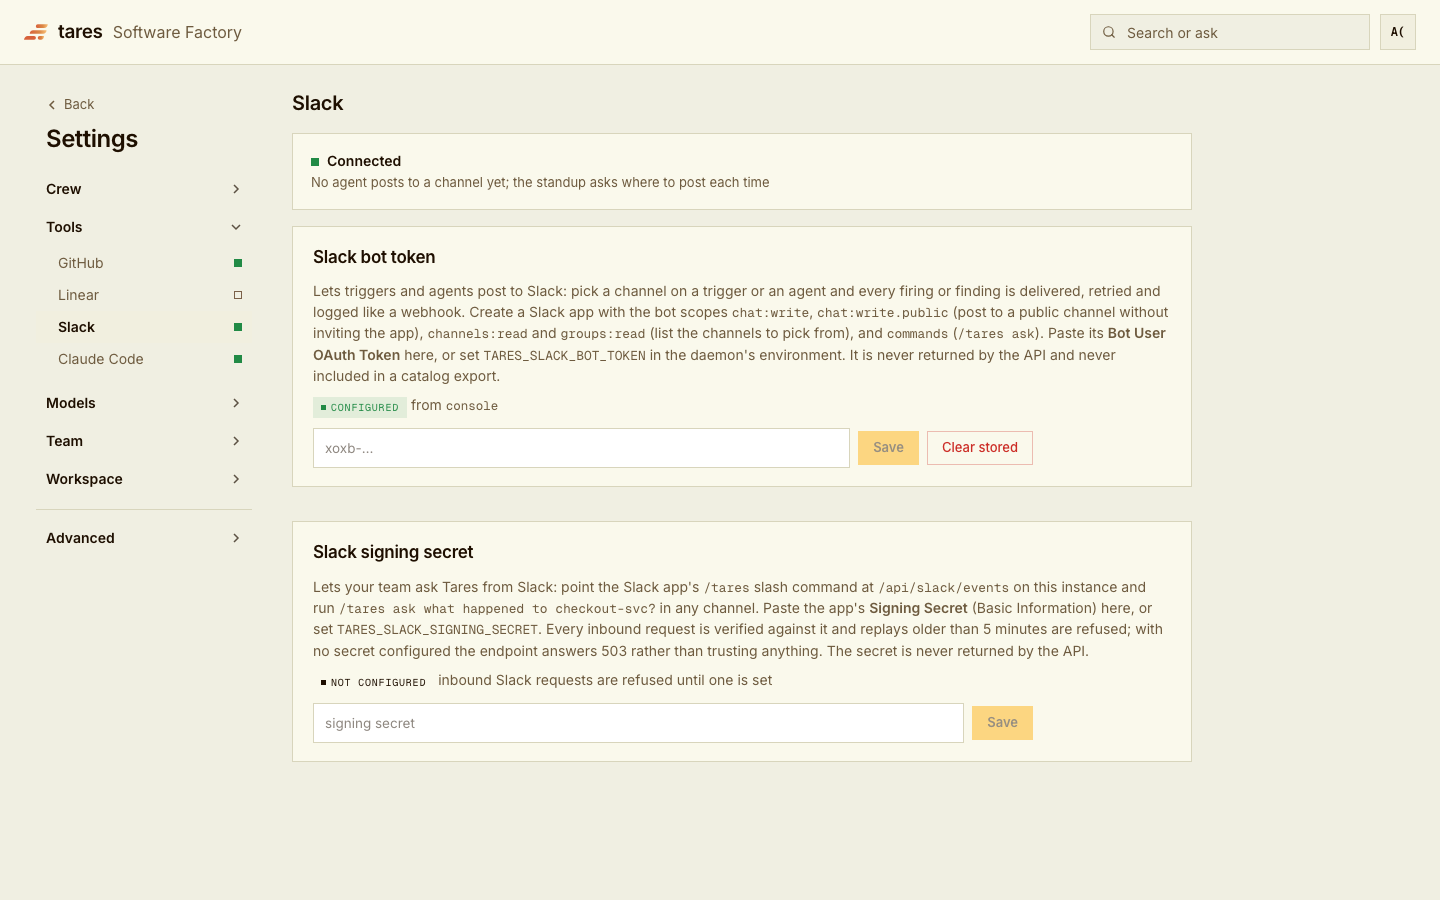 tares Software Factory
Search or ask
A(
Back
Settings
Crew
Tools
GitHub
Linear
Slack
Claude Code
Models
Team
Workspace
Advanced
Slack
Connected
No agent posts to a channel yet; the standup asks where to post each time
Slack bot token
Lets triggers and agents post to Slack: pick a channel on a trigger or an agent and every firing or finding is delivered, retried and
logged like a webhook. Create a Slack app with the bot scopes chat:write, chat:write.public (post to a public channel without
inviting the app), channels:read and groups:read (list the channels to pick from), and commands (/tares ask). Paste its Bot User
OAuth Token here, or set TARES_SLACK_BOT_TOKEN in the daemon's environment. It is never returned by the API and never
included in a catalog export.
CONFIGURED from console
xoxb-...
Save
Clear stored
Slack signing secret
Lets your team ask Tares from Slack: point the Slack app's /tares slash command at /api/slack/events on this instance and
run /tares ask what happened to checkout-svc? in any channel. Paste the app's Signing Secret (Basic Information) here, or
set TARES_SLACK_SIGNING_SECRET. Every inbound request is verified against it and replays older than 5 minutes are refused; with
no secret configured the endpoint answers 503 rather than trusting anything. The secret is never returned by the API.
NOT CONFIGURED inbound Slack requests are refused until one is set
signing secret
Save